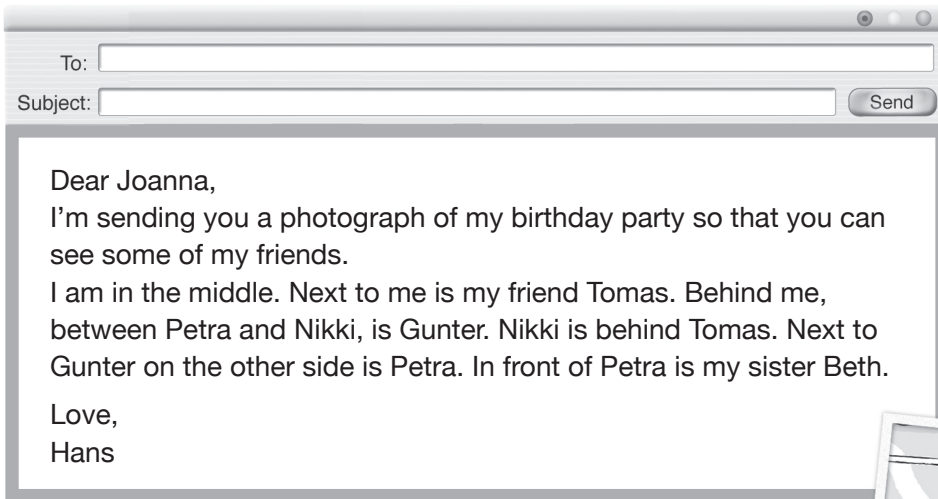 To:
Subject:
Send
Dear Joanna,
I’m sending you a photograph of my birthday party so that you can
see some of my friends.
I am in the middle. Next to me is my friend Tomas. Behind me,
between Petra and Nikki, is Gunter. Nikki is behind Tomas. Next to
Gunter on the other side is Petra. In front of Petra is my sister Beth.
Love,
Hans